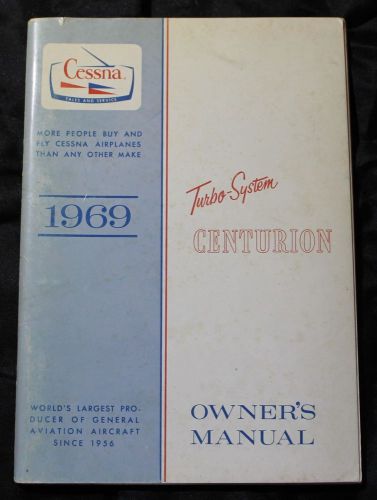 Cessna
SALES AND SERVICE
MORE PEOPLE BUY AND
FLY CESSNA AIRPLANES
THAN ANY OTHER MAKE
1969
Turbo-System
CENTURION
WORLD'S LARGEST PRO-
DUCER OF GENERAL
AVIATION AIRCRAFT
SINCE 1956
OWNER'S
MANUAL